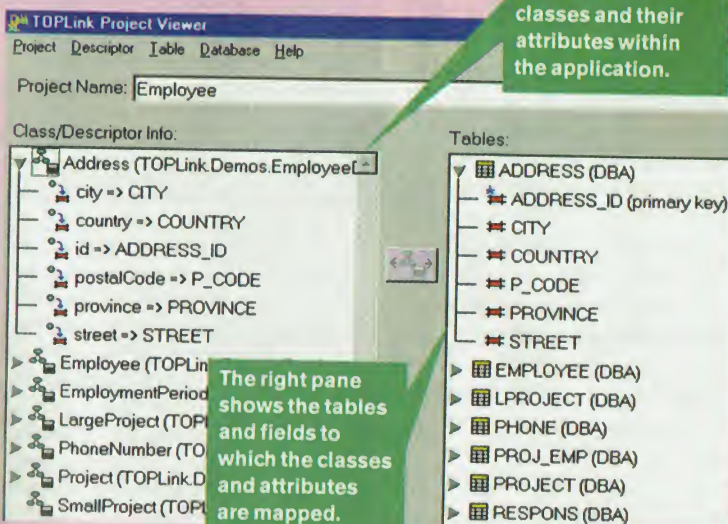 TOPLink Project Viewer
Project Descriptor Table Database Help
Project Name: Employee
classes and their
attributes within
the application.
Class/Descriptor Info:
Address (TOPLink.Demos.Employee
city => CITY
country => COUNTRY
id => ADDRESS_ID
postalCode => P_CODE
province => PROVINCE
street => STREET
Employee (TOPLin
EmploymentPeriod
LargeProject (TOPL
PhoneNumber (TO
Project (TOPLink.D
SmallProject (TOPL
The right pane
shows the tables
and fields to
which the classes
and attributes
are mapped.
Tables:
ADDRESS (DBA)
ADDRESS_ID (primary key)
CITY
COUNTRY
P_CODE
PROVINCE
STREET
EMPLOYEE (DBA)
LPROJECT (DBA)
PHONE (DBA)
PROJ_EMP (DBA)
PROJECT (DBA)
RESPONS (DBA)